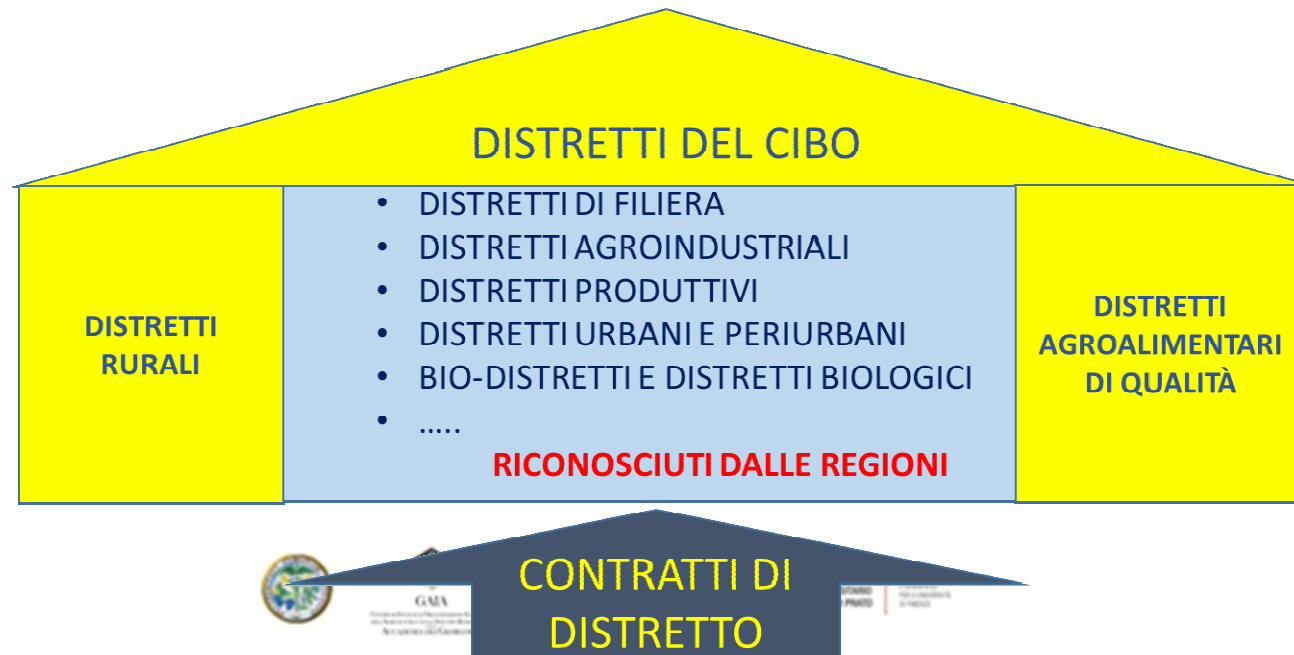 DISTRETTI DEL CIBO
DISTRETTI
RURALI
• DISTRETTI DI FILIERA
• DISTRETTI AGROINDUSTRIALI
• DISTRETTI PRODUTTIVI
• DISTRETTI URBANI E PERIURBANI
• BIO-DISTRETTI E DISTRETTI BIOLOGICI
• .....
RICONOSCIUTI DALLE REGIONI
DISTRETTI
AGROALIMENTARI
DI QUALITÀ
CONTRATTI DI
DISTRETTO
GAIA
PRATO